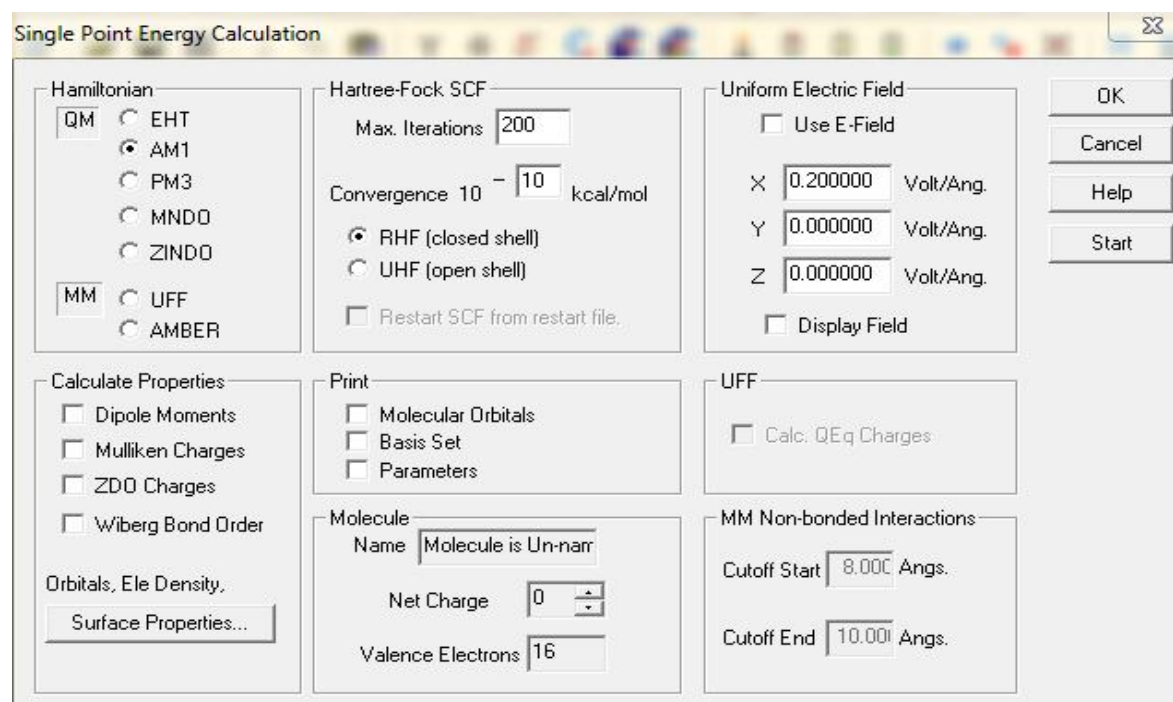 Single Point Energy Calculation
Hamiltonian
QM
EHT
AM1
PM3
MNDO
ZINDO
MM
UFF
AMBER
Hartree-Fock SCF
Max. Iterations 200
Convergence 10 - 10 kcal/mol
RHF (closed shell)
UHF (open shell)
Restart SCF from restart file.
Uniform Electric Field
Use E-Field
X 0.200000 Volt/Ang.
Y 0.000000 Volt/Ang.
Z 0.000000 Volt/Ang.
Display Field
OK
Cancel
Help
Start
Calculate Properties
Dipole Moments
Mulliken Charges
ZDO Charges
Wiberg Bond Order
Orbitals, Ele Density,
Surface Properties...
Print
Molecular Orbitals
Basis Set
Parameters
UFF
Calc. QEq Charges
Molecule
Name Molecule is Un-nam
Net Charge 0
Valence Electrons 16
MM Non-bonded Interactions
Cutoff Start 8.000 Angs.
Cutoff End 10.00 Angs.